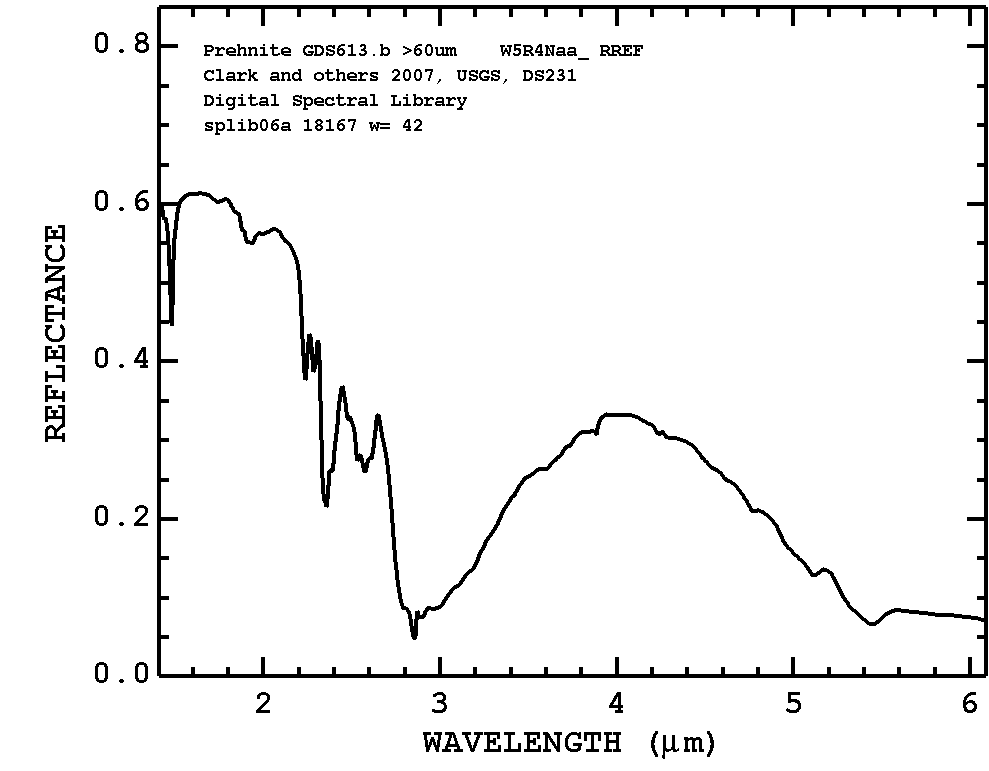 Prehnite GDS613.b >60um    W5R4Naa_ RREF
Clark and others 2007, USGS, DS231
Digital Spectral Library
splib06a 18167 w= 42
0.8
0.6
0.4
0.2
0.0
REFLECTANCE
2 3 4 5 6
WAVELENGTH (μm)